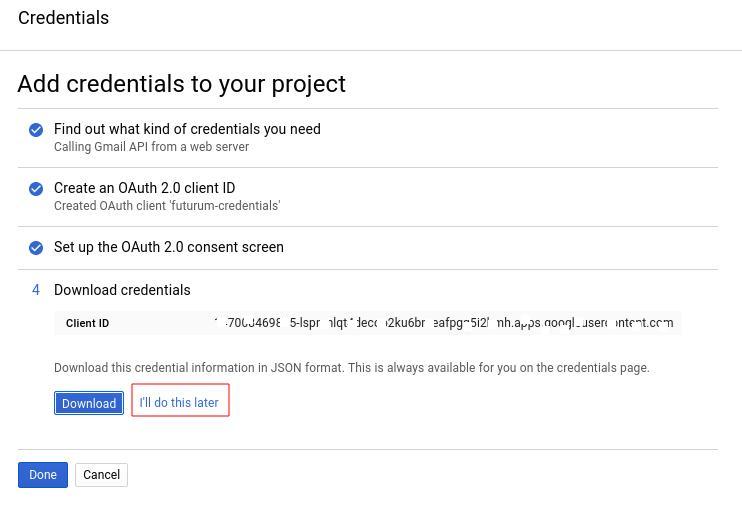 Credentials
Add credentials to your project
Find out what kind of credentials you need
Calling Gmail API from a web server
Create an OAuth 2.0 client ID
Created OAuth client 'futurum-credentials'
Set up the OAuth 2.0 consent screen
4 Download credentials
Client ID
Download this credential information in JSON format. This is always available for you on the credentials page.
Download I'll do this later
Done Cancel